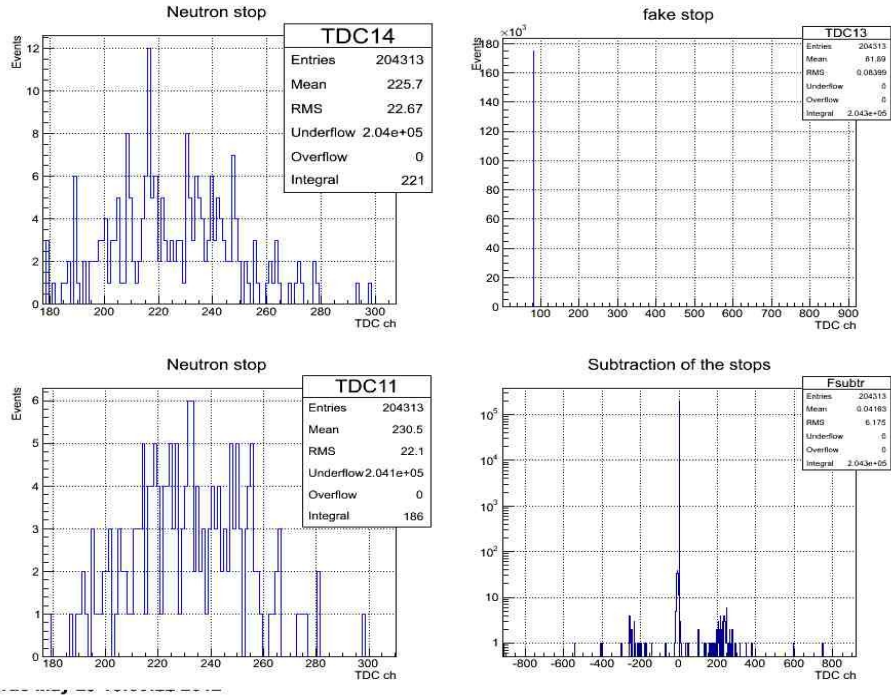 Neutron stop
Events
TDC14
Entries 204313
Mean 225.7
RMS 22.67
Underflow 2.04e+05
Overflow 0
Integral 221
12
10
8
6
4
2
0
180 200 220 240 260 280 300
TDC ch
fake stop
×10³
Events
TDC13
Entries 204313
Mean 81.89
RMS 0.08399
Underflow 0
Overflow 0
Integral 2.043e+05
180
160
140
120
100
80
60
40
20
0
100 200 300 400 500 600 700 800 900
TDC ch
Neutron stop
Events
TDC11
Entries 204313
Mean 230.5
RMS 22.1
Underflow 2.041e+05
Overflow 0
Integral 186
6
5
4
3
2
1
0
180 200 220 240 260 280 300
TDC ch
Subtraction of the stops
Fsubtr
Entries 204313
Mean 0.04163
RMS 6.175
Underflow 0
Overflow 0
Integral 2.043e+05
10⁵
10⁴
10³
10²
10
1
-800 -600 -400 -200 0 200 400 600 800
TDC ch